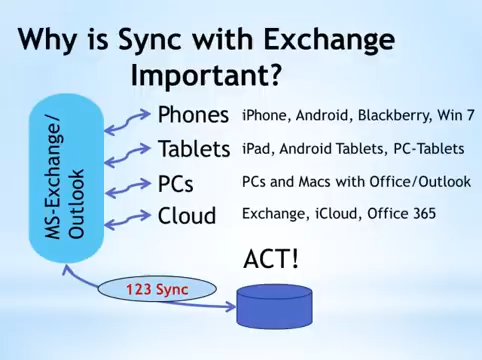 Why is Sync with Exchange
Important?
MS-Exchange/
Outlook
Phones iPhone, Android, Blackberry, Win 7
Tablets iPad, Android Tablets, PC-Tablets
PCs PCs and Macs with Office/Outlook
Cloud Exchange, iCloud, Office 365
ACT!
123 Sync